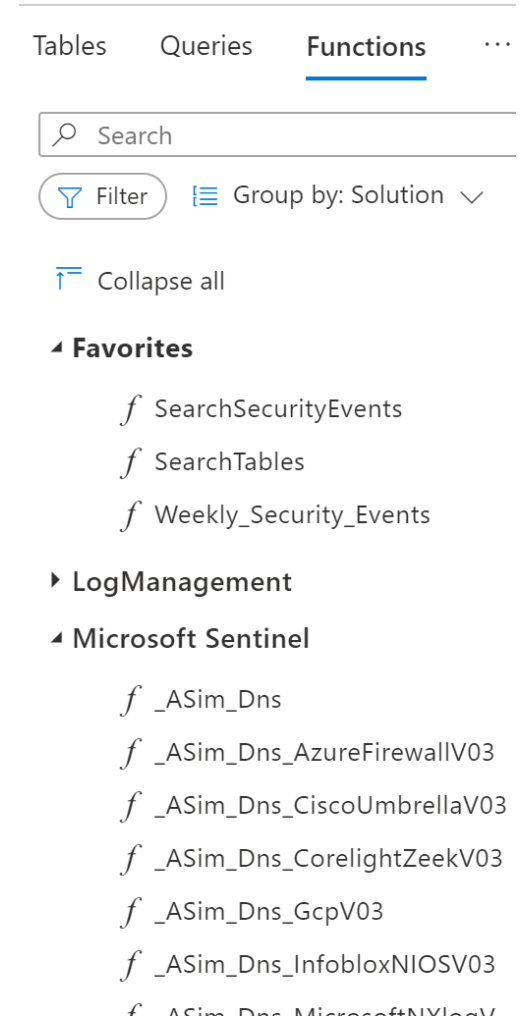 Tables Queries Functions ...
Search
Filter Group by: Solution
Collapse all
Favorites
f SearchSecurityEvents
f SearchTables
f Weekly_Security_Events
LogManagement
Microsoft Sentinel
f _ASim_Dns
f _ASim_Dns_AzureFirewallV03
f _ASim_Dns_CiscoUmbrellaV03
f _ASim_Dns_CorelightZeekV03
f _ASim_Dns_GcpV03
f _ASim_Dns_InfobloxNIOSV03
f _ASim_Dns_MicrosoftNXlogV